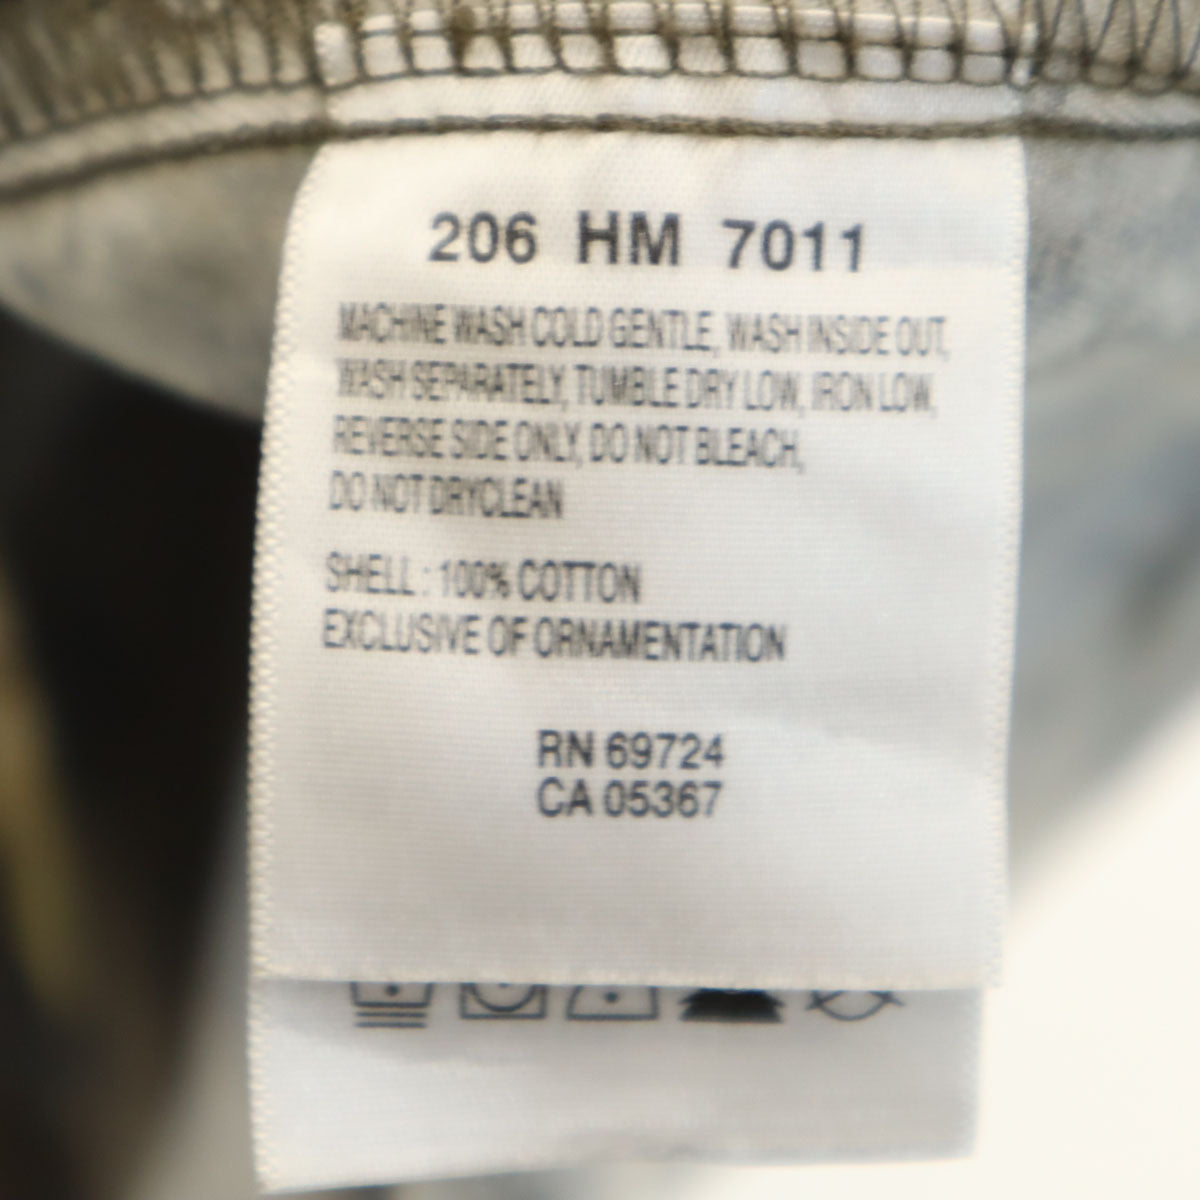 206 HM 7011
MACHINE WASH COLD GENTLE, WASH INSIDE OUT,
WASH SEPARATELY, TUMBLE DRY LOW, IRON LOW,
REVERSE SIDE ONLY, DO NOT BLEACH,
DO NOT DRYCLEAN
SHELL : 100% COTTON
EXCLUSIVE OF ORNAMENTATION
RN 69724
CA 05367